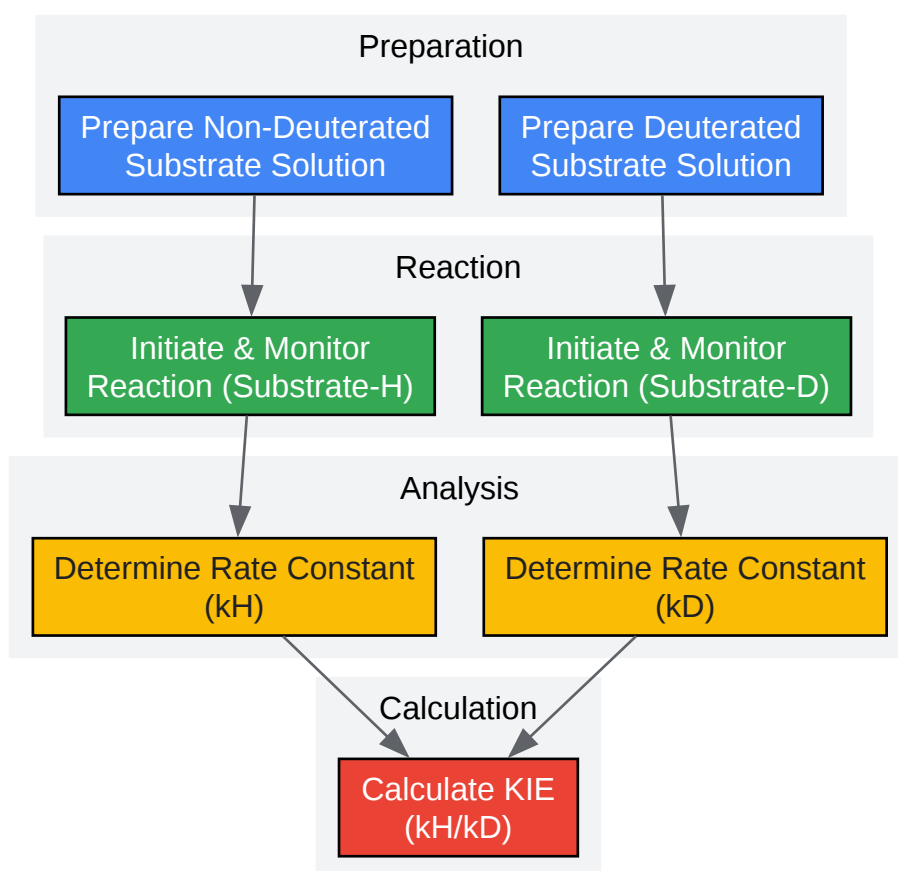 Preparation
Prepare Non-Deuterated
Substrate Solution
Prepare Deuterated
Substrate Solution
Reaction
Initiate & Monitor
Reaction (Substrate-H)
Initiate & Monitor
Reaction (Substrate-D)
Analysis
Determine Rate Constant
(kH)
Determine Rate Constant
(kD)
Calculation
Calculate KIE
(kH/kD)